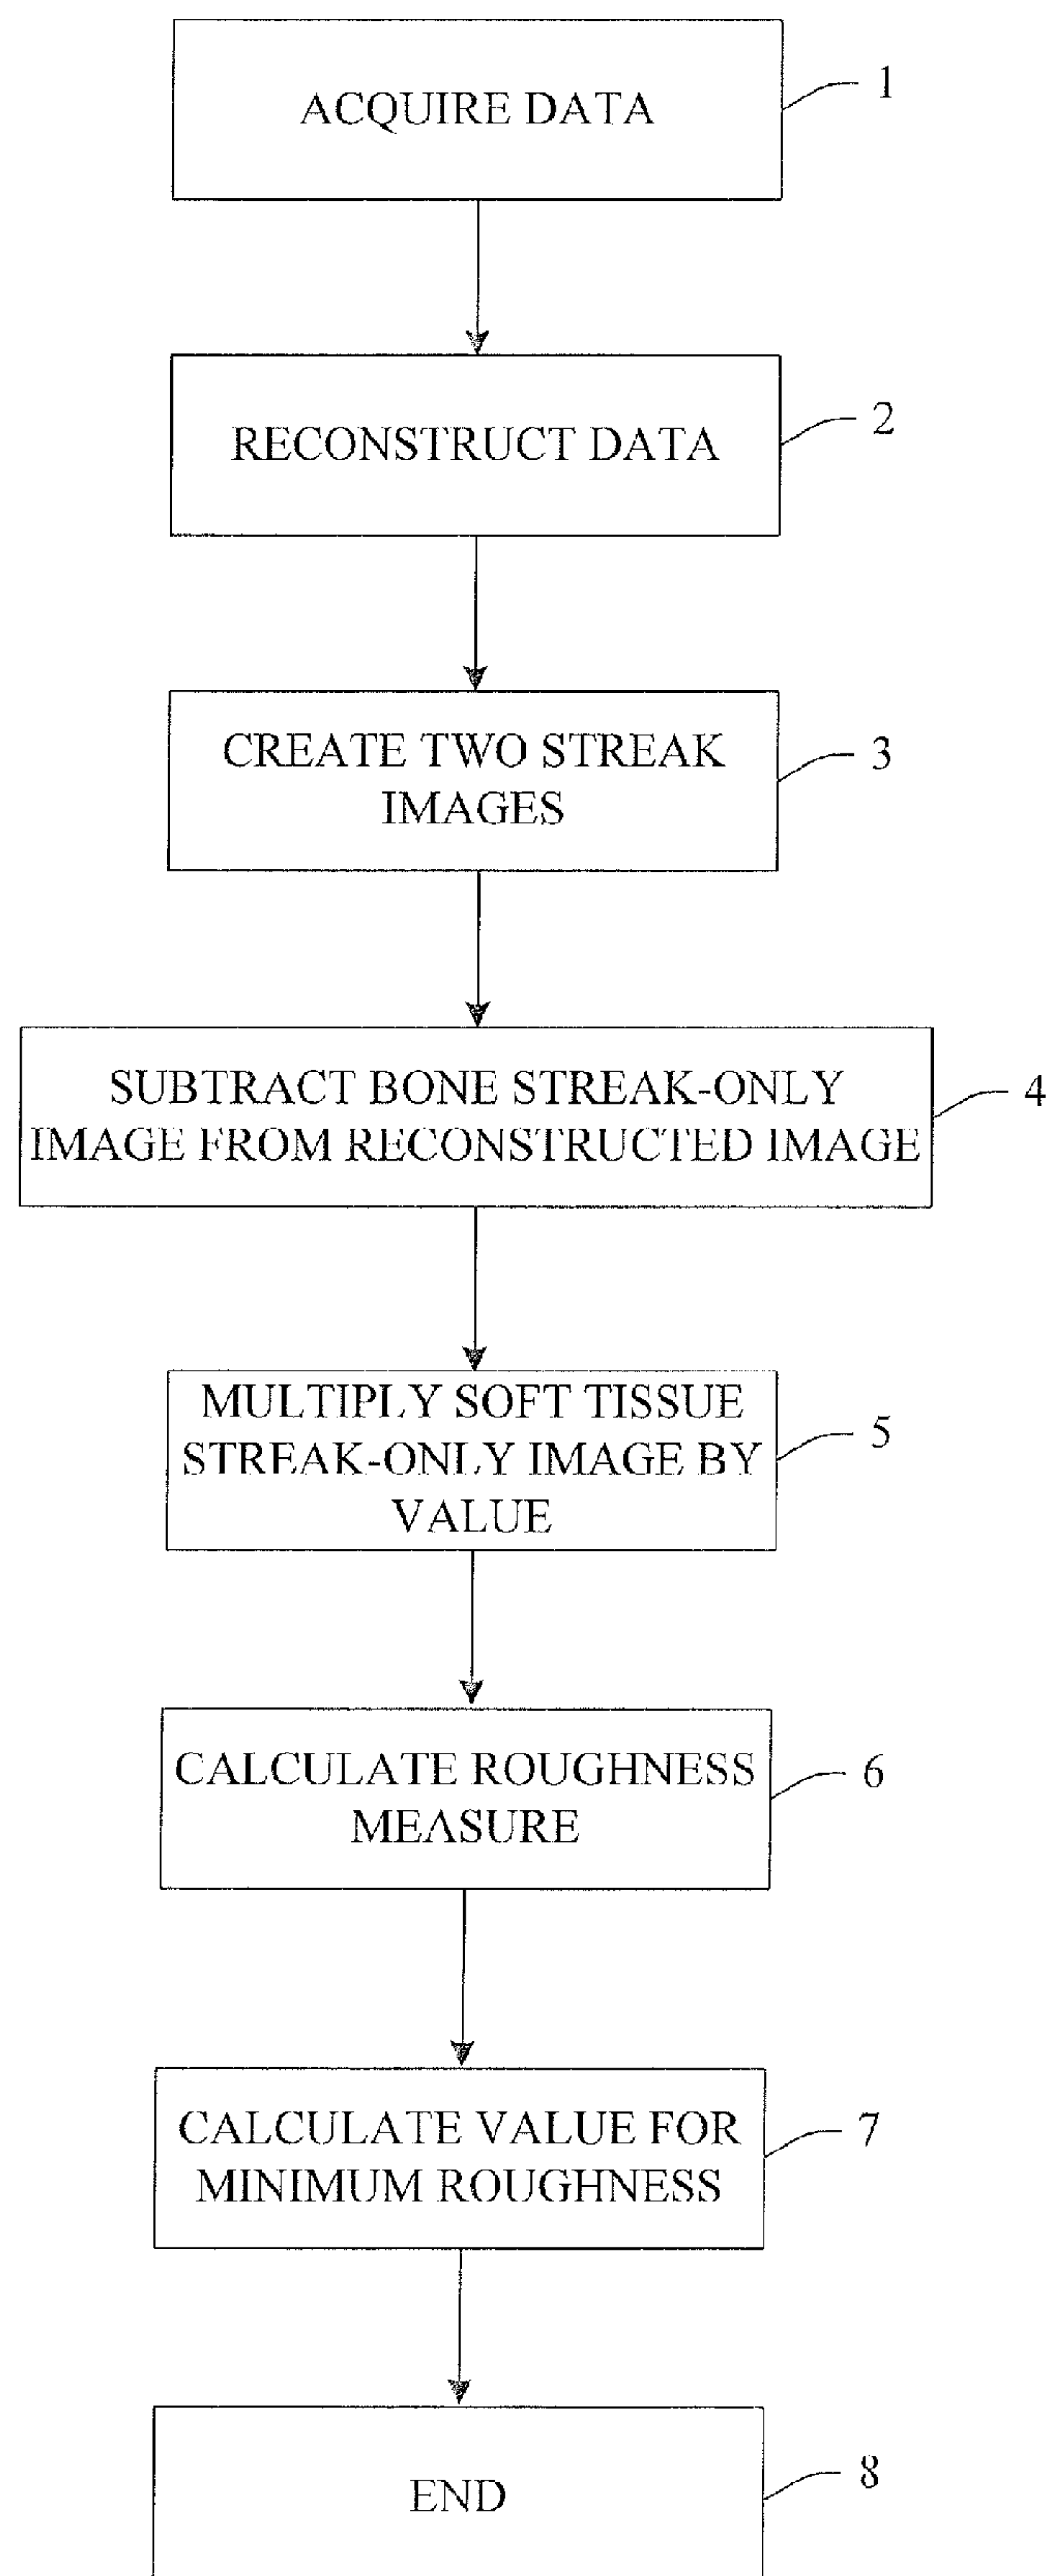 ACQUIRE DATA
1
RECONSTRUCT DATA
2
CREATE TWO STREAK
IMAGES
3
SUBTRACT BONE STREAK-ONLY
IMAGE FROM RECONSTRUCTED IMAGE
4
MULTIPLY SOFT TISSUE
STREAK-ONLY IMAGE BY
VALUE
5
CALCULATE ROUGHNESS
MEASURE
6
CALCULATE VALUE FOR
MINIMUM ROUGHNESS
7
END
8